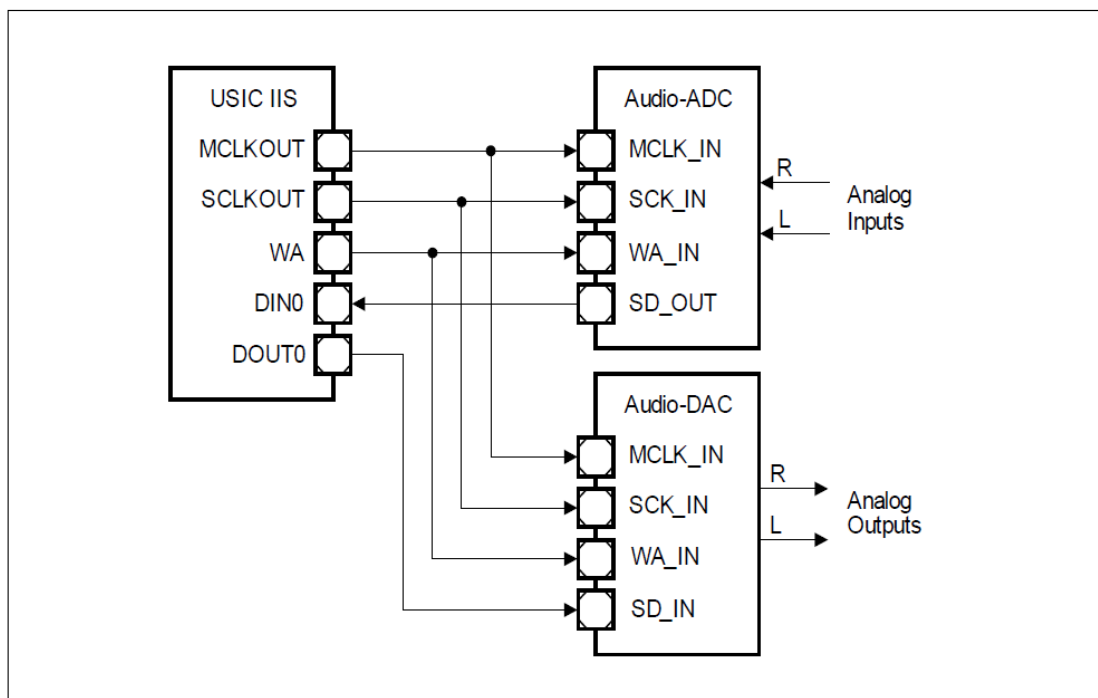 USIC IIS
MCLKOUT
SCLKOUT
WA
DIN0
DOUT0
Audio-ADC
MCLK_IN
SCK_IN
WA_IN
SD_OUT
R
L
Analog
Inputs
Audio-DAC
MCLK_IN
SCK_IN
WA_IN
SD_IN
R
L
Analog
Outputs